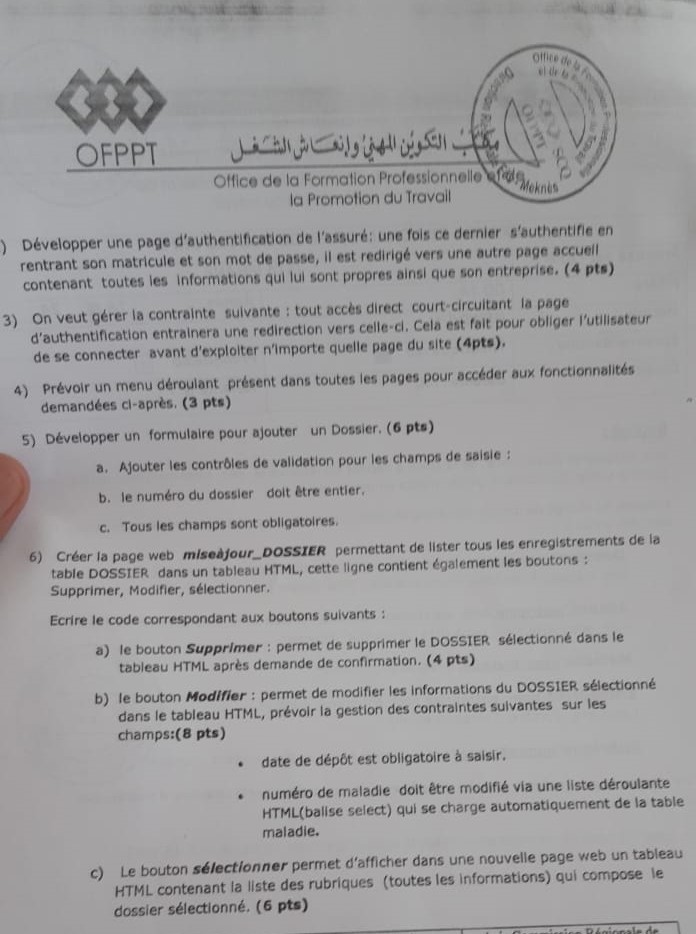 OFPPT
مكتب التكوين المهني وإنعاش الشغل
Office de la Formation Professionnelle et de
la Promotion du Travail
Meknès
) Développer une page d'authentification de l'assuré: une fois ce dernier s'authentifie en
rentrant son matricule et son mot de passe, il est redirigé vers une autre page accueil
contenant toutes les informations qui lui sont propres ainsi que son entreprise. (4 pts)
3) On veut gérer la contrainte suivante : tout accès direct court-circuitant la page
d'authentification entrainera une redirection vers celle-ci. Cela est fait pour obliger l'utilisateur
de se connecter avant d'exploiter n'importe quelle page du site (4pts).
4) Prévoir un menu déroulant présent dans toutes les pages pour accéder aux fonctionnalités
demandées ci-après. (3 pts)
5) Développer un formulaire pour ajouter un Dossier. (6 pts)
a. Ajouter les contrôles de validation pour les champs de saisie :
b. le numéro du dossier doit être entier.
c. Tous les champs sont obligatoires.
6) Créer la page web miseàjour_DOSSIER permettant de lister tous les enregistrements de la
table DOSSIER dans un tableau HTML, cette ligne contient également les boutons :
Supprimer, Modifier, sélectionner.
Ecrire le code correspondant aux boutons suivants :
a) le bouton Supprimer : permet de supprimer le DOSSIER sélectionné dans le
tableau HTML après demande de confirmation. (4 pts)
b) le bouton Modifier : permet de modifier les informations du DOSSIER sélectionné
dans le tableau HTML, prévoir la gestion des contraintes suivantes sur les
champs:(8 pts)
• date de dépôt est obligatoire à saisir.
• numéro de maladie doit être modifié via une liste déroulante
HTML(balise select) qui se charge automatiquement de la table
maladie.
c) Le bouton sélectionner permet d'afficher dans une nouvelle page web un tableau
HTML contenant la liste des rubriques (toutes les informations) qui compose le
dossier sélectionné. (6 pts)